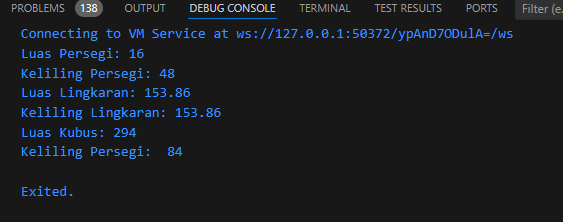 PROBLEMS 138 OUTPUT DEBUG CONSOLE TERMINAL TEST RESULTS PORTS Filter (e.g
Connecting to VM Service at ws://127.0.0.1:50372/ypAnD7ODulA=/ws
Luas Persegi: 16
Keliling Persegi: 48
Luas Lingkaran: 153.86
Keliling Lingkaran: 153.86
Luas Kubus: 294
Keliling Persegi:  84
Exited.